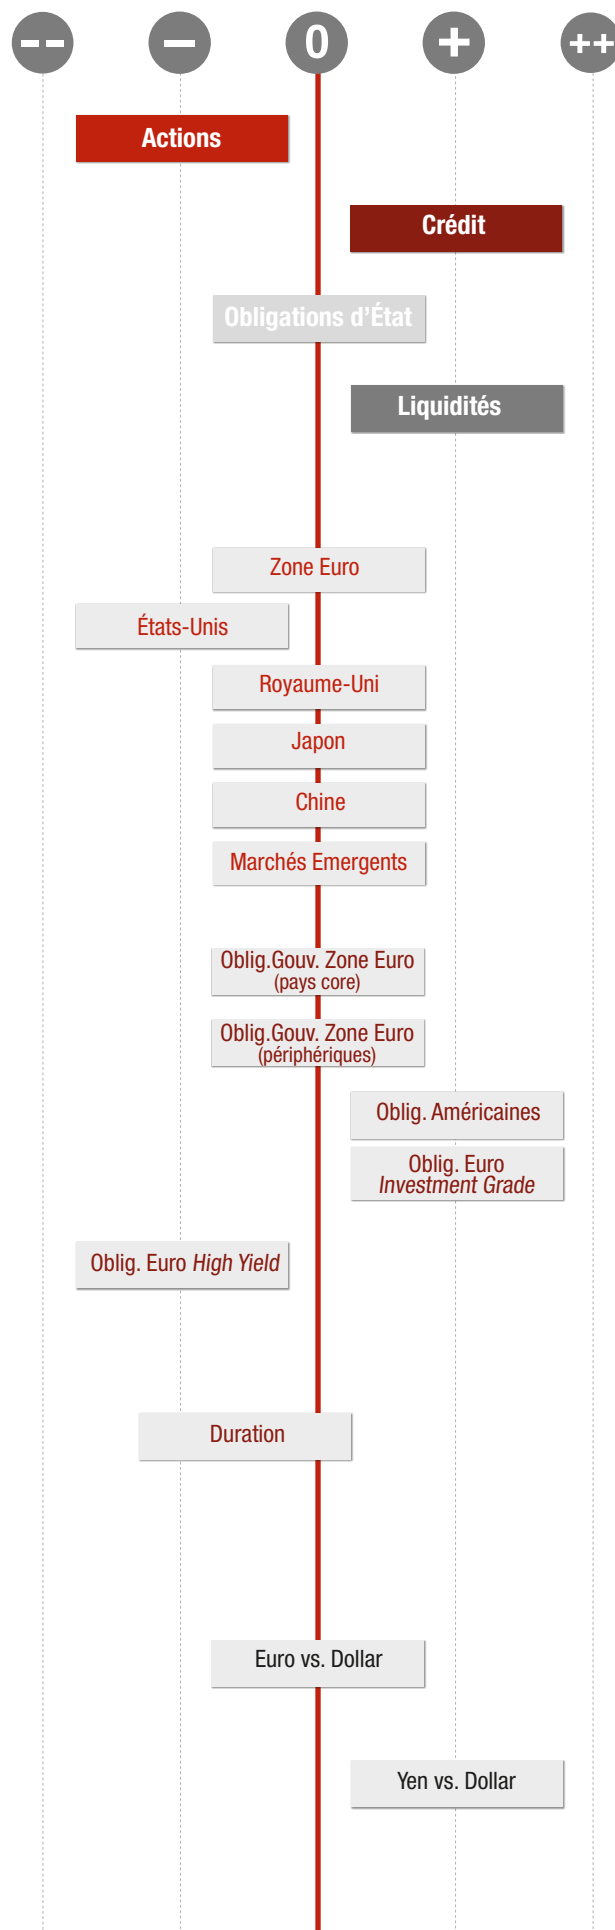 −− − 0 + ++
Actions
Crédit
Obligations d'État
Liquidités
Zone Euro
États-Unis
Royaume-Uni
Japon
Chine
Marchés Emergents
Oblig.Gouv. Zone Euro
(pays core)
Oblig.Gouv. Zone Euro
(périphériques)
Oblig. Américaines
Oblig. Euro
Investment Grade
Oblig. Euro High Yield
Duration
Euro vs. Dollar
Yen vs. Dollar